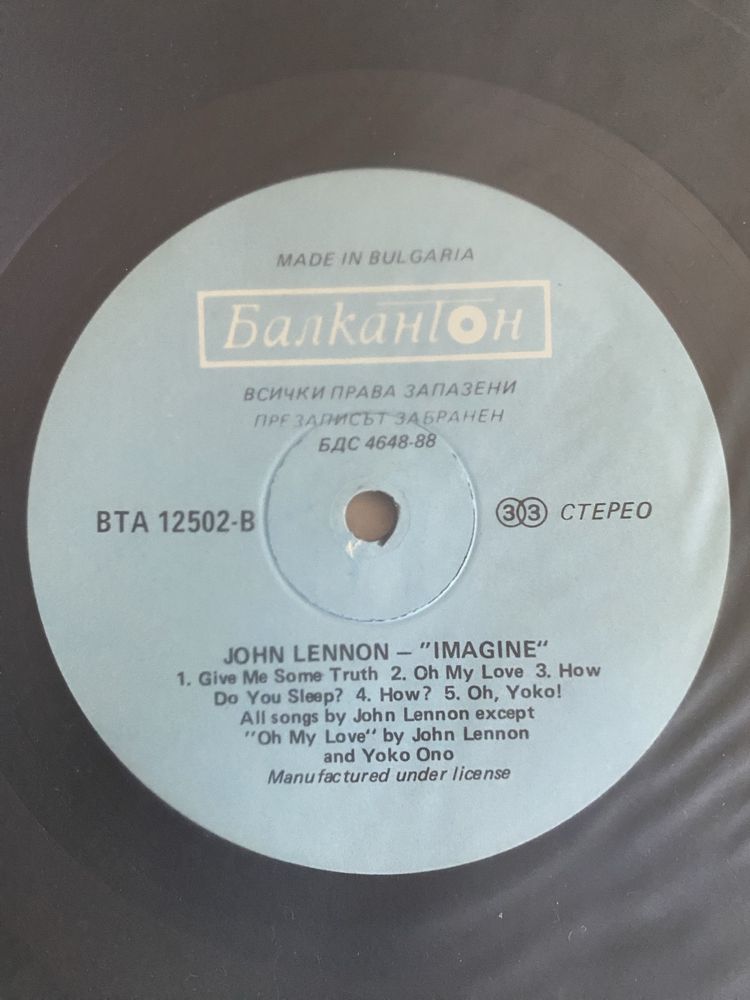 MADE IN BULGARIA
Балкантон
ВСИЧКИ ПРАВА ЗАПАЗЕНИ
ПРЕЗАПИСЪТ ЗАБРАНЕН
БДС 4648-88
ВТА 12502-В
33 СТЕРЕО
JOHN LENNON – "IMAGINE"
1. Give Me Some Truth 2. Oh My Love 3. How
Do You Sleep? 4. How? 5. Oh, Yoko!
All songs by John Lennon except
"Oh My Love" by John Lennon
and Yoko Ono
Manufactured under license